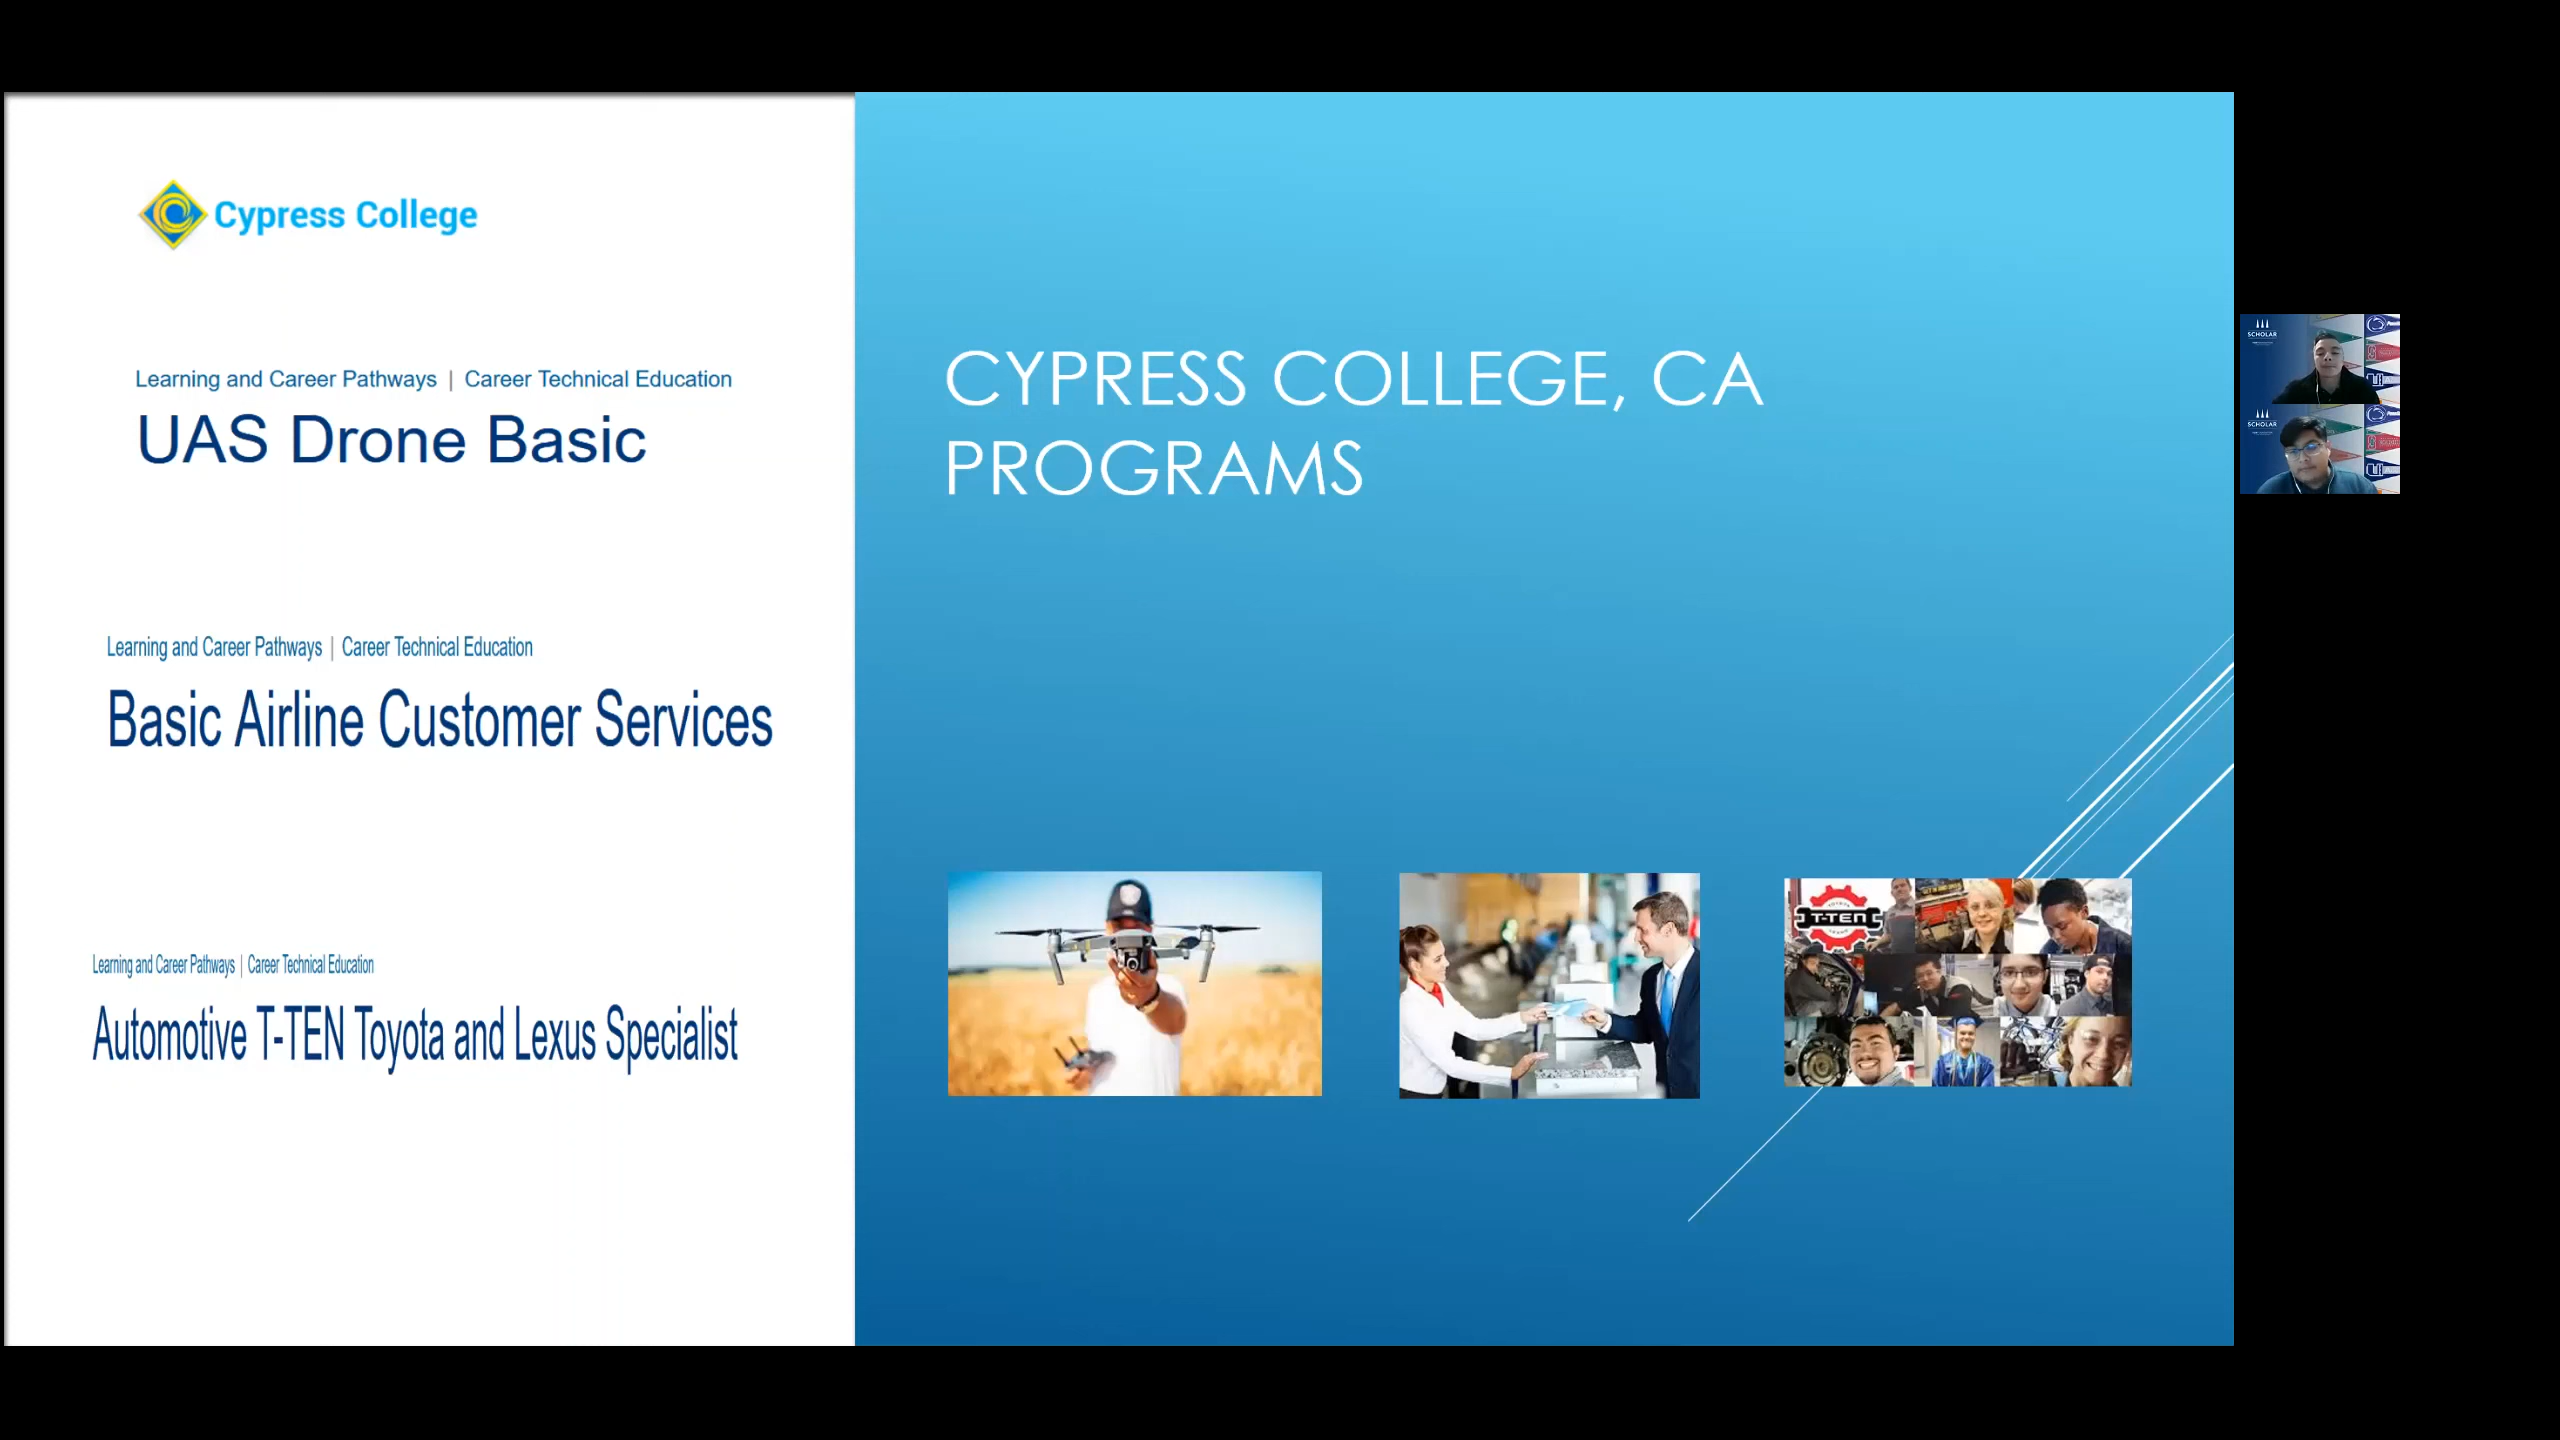 Cypress College
Learning and Career Pathways | Career Technical Education
UAS Drone Basic
Learning and Career Pathways | Career Technical Education
Basic Airline Customer Services
Learning and Career Pathways | Career Technical Education
Automotive T-TEN Toyota and Lexus Specialist
CYPRESS COLLEGE, CA
PROGRAMS
T-TEN
SCHOLAR
SCHOLAR